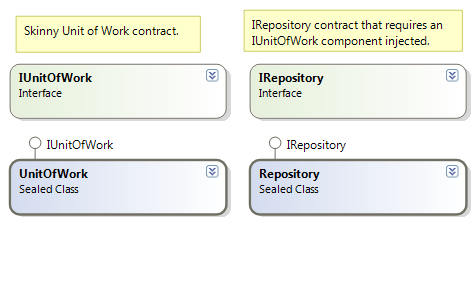 Skinny Unit of Work contract.
IRepository contract that requires an
IUnitOfWork component injected.
IUnitOfWork
Interface
IRepository
Interface
IUnitOfWork
IRepository
UnitOfWork
Sealed Class
Repository
Sealed Class